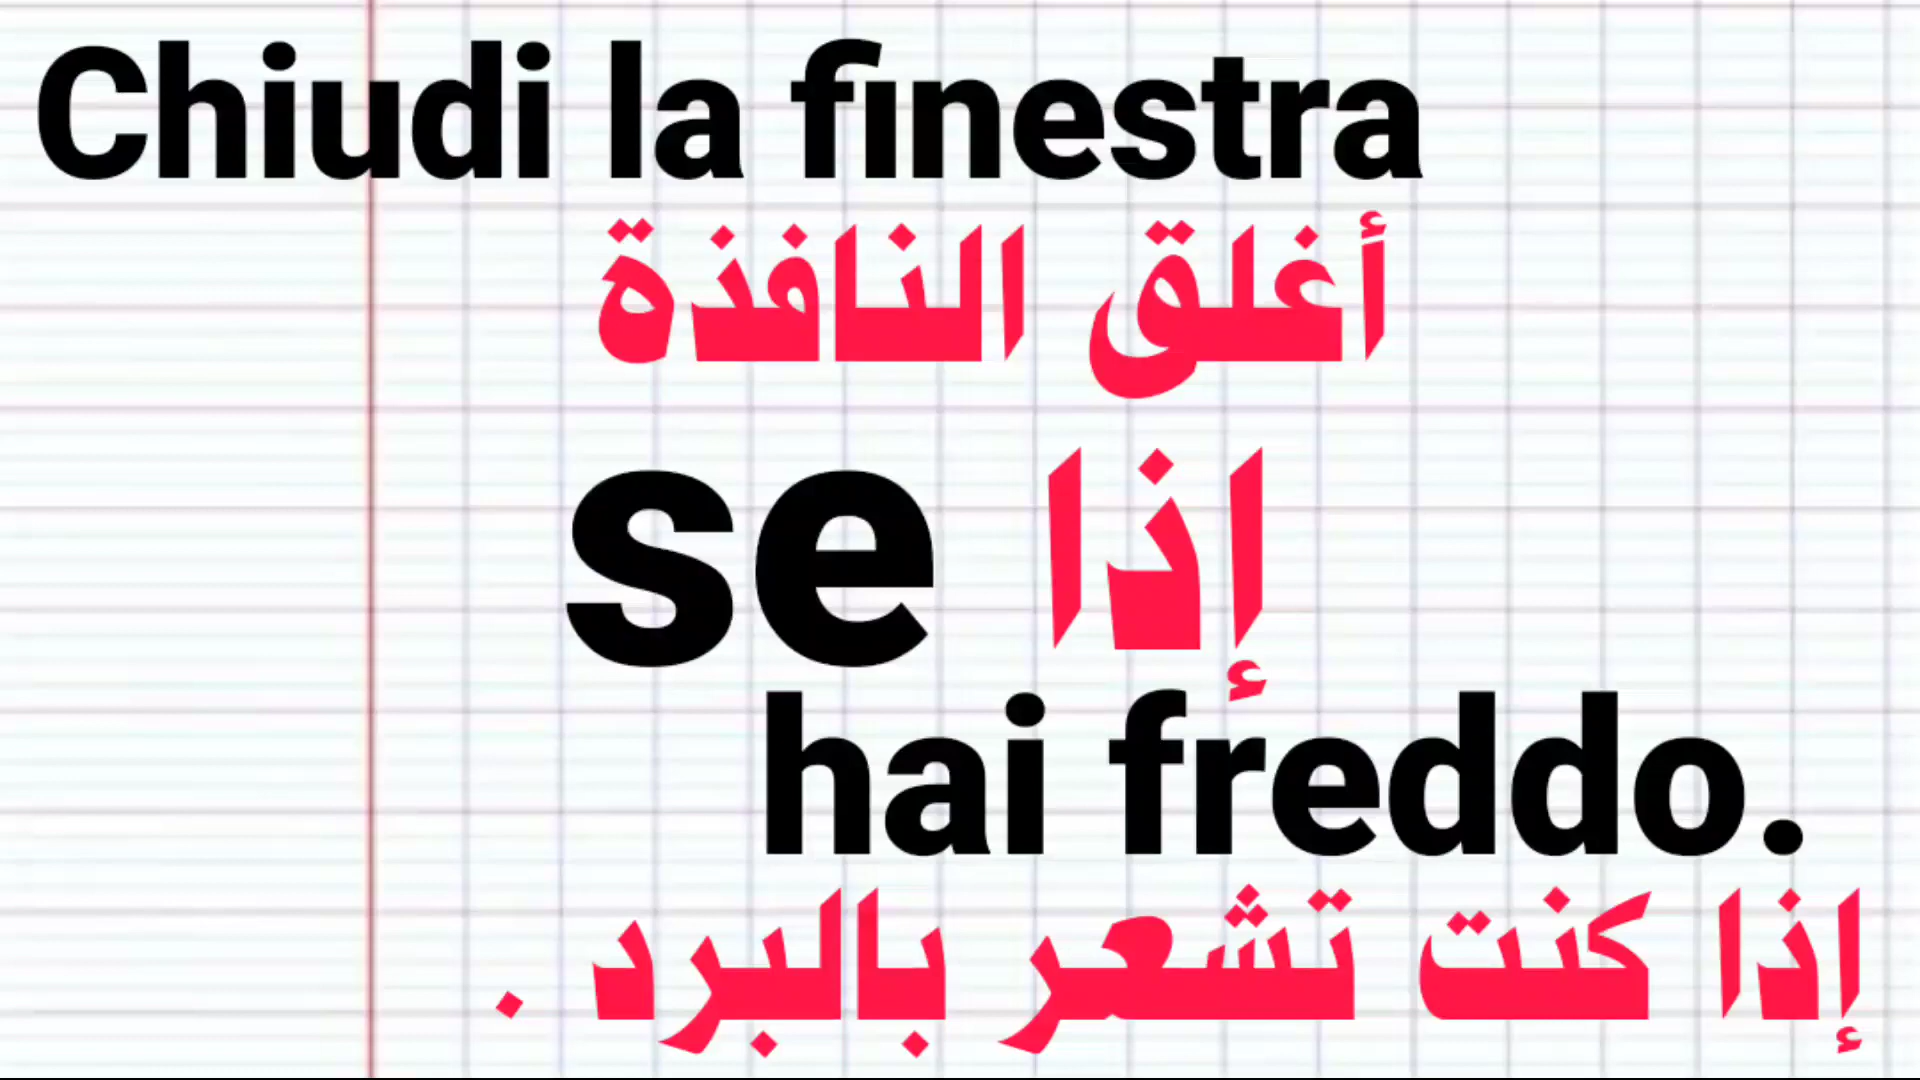 Chiudi la finestra
أغلق النافذة
se إذا
hai freddo.
إذا كنت تشعر بالبرد .